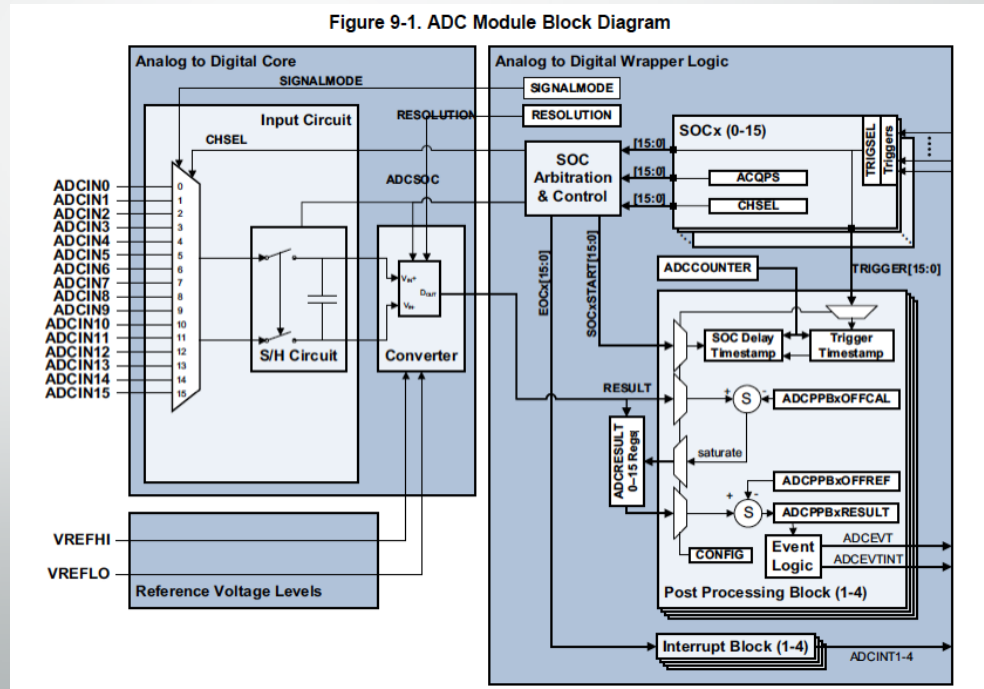 Figure 9-1. ADC Module Block Diagram
Analog to Digital Core
Analog to Digital Wrapper Logic
SIGNALMODE
SIGNALMODE
RESOLUTION
RESOLUTION
Input Circuit
CHSEL
ADCSOC
SOC
Arbitration
& Control
[15:0]
[15:0]
[15:0]
SOCx (0-15)
ACQPS
CHSEL
TRIGSEL
Triggers
ADCIN0
ADCIN1
ADCIN2
ADCIN3
ADCIN4
ADCIN5
ADCIN6
ADCIN7
ADCIN8
ADCIN9
ADCIN10
ADCIN11
ADCIN12
ADCIN13
ADCIN14
ADCIN15
0
1
2
3
4
5
6
7
8
9
10
11
12
13
14
15
S/H Circuit
VIN+
DOUT
VIN-
Converter
EOCx[15:0]
SOCxSTART[15:0]
ADCCOUNTER
TRIGGER[15:0]
SOC Delay
Timestamp
Trigger
Timestamp
RESULT
+
-
S
ADCPPBxOFFCAL
saturate
ADCRESULT
0–15 Regs
ADCPPBxOFFREF
+
-
S
ADCPPBxRESULT
CONFIG
Event
Logic
ADCEVT
ADCEVTINT
Post Processing Block (1-4)
Interrupt Block (1-4)
ADCINT1-4
VREFHI
VREFLO
Reference Voltage Levels